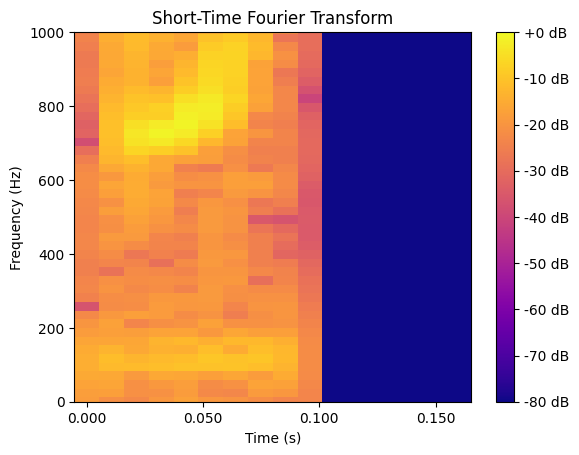 Short-Time Fourier Transform
1000
800
600
400
200
0
Frequency (Hz)
0.000
0.050
0.100
0.150
Time (s)
+0 dB
-10 dB
-20 dB
-30 dB
-40 dB
-50 dB
-60 dB
-70 dB
-80 dB